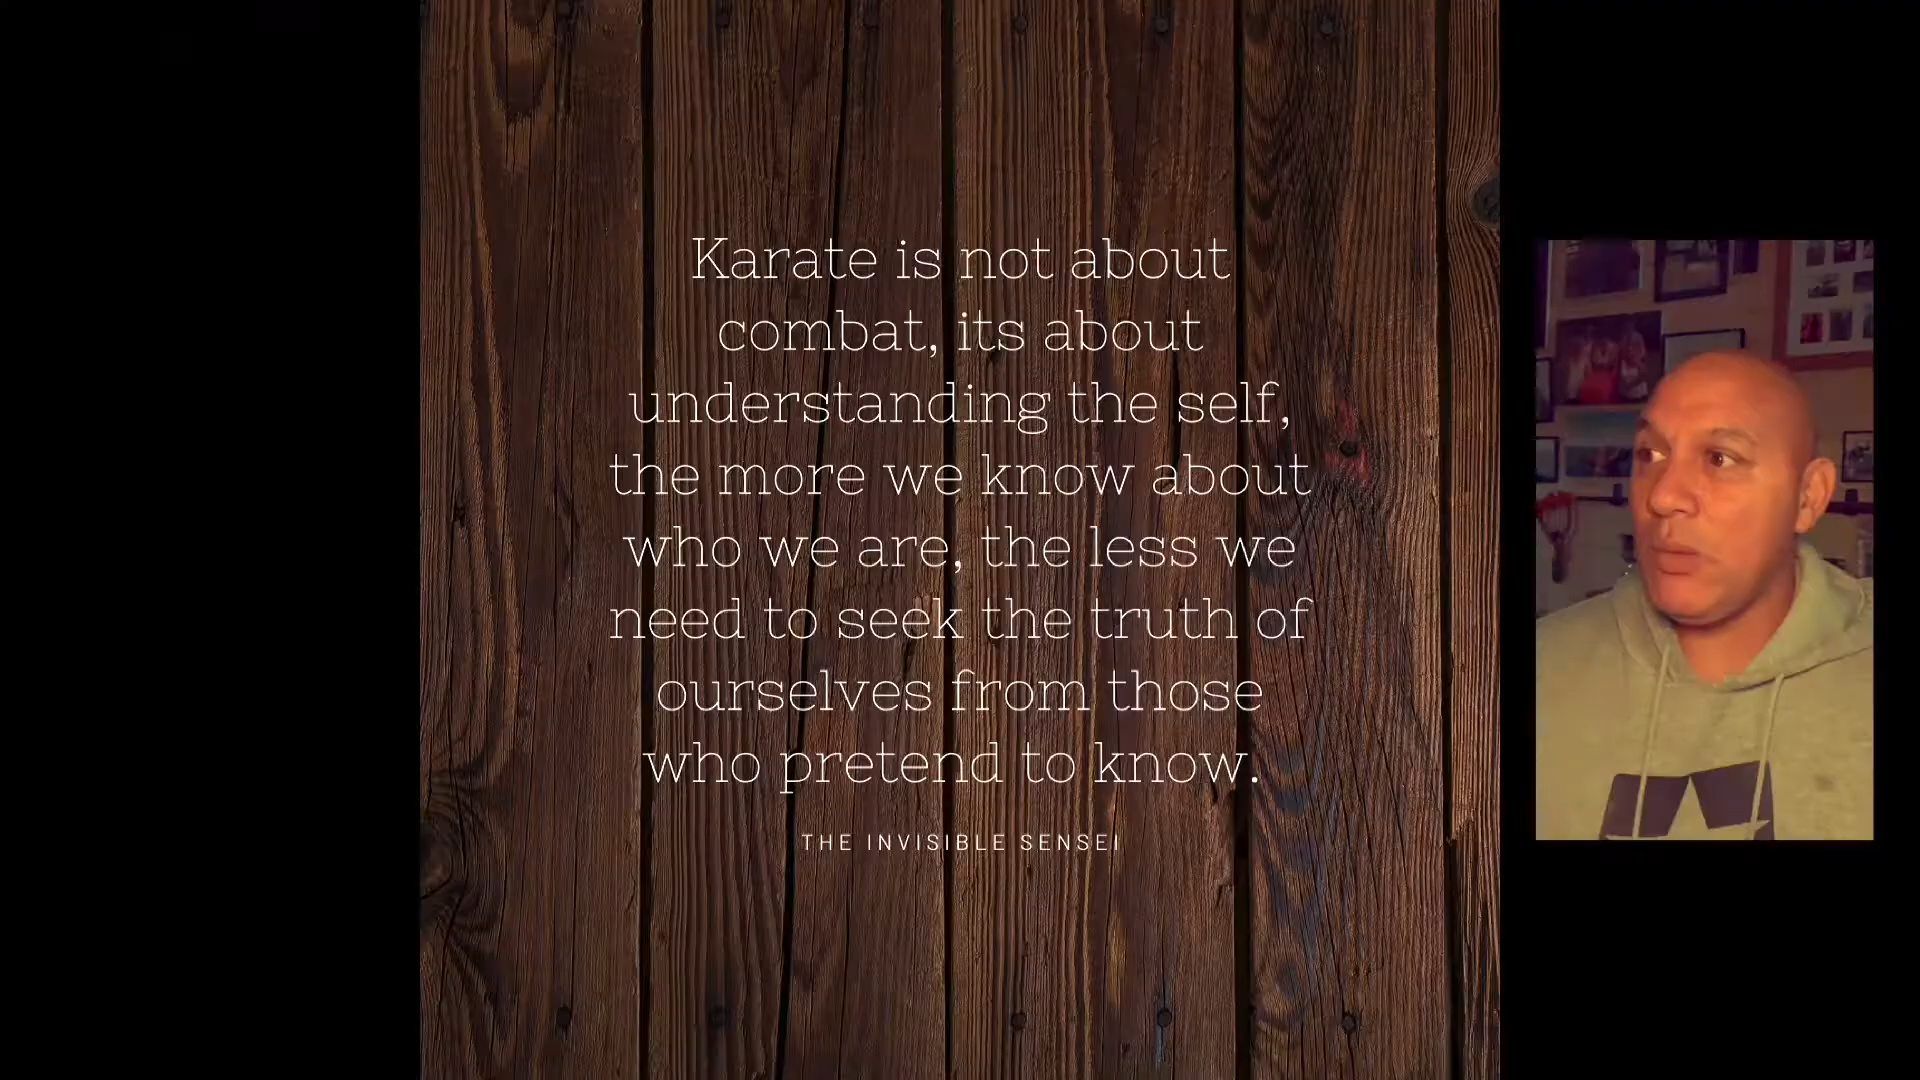 Karate is not about
combat, its about
understanding the self,
the more we know about
who we are, the less we
need to seek the truth of
ourselves from those
who pretend to know.
THE INVISIBLE SENSEI